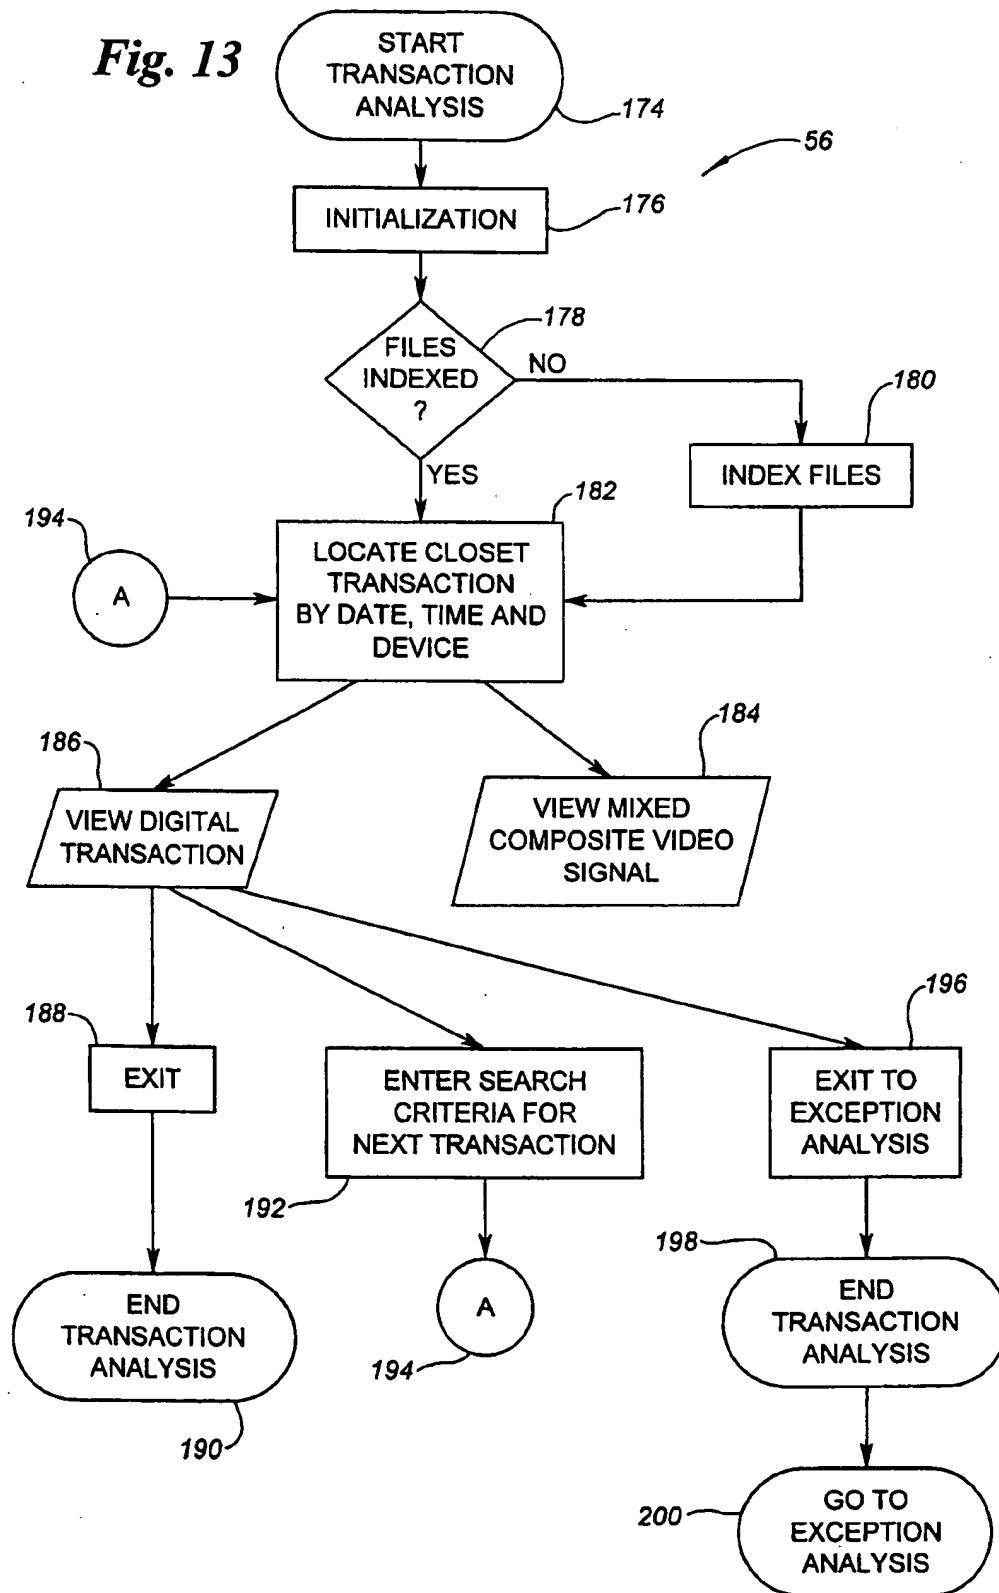 Fig. 13
START
TRANSACTION
ANALYSIS
174
56
INITIALIZATION
176
178
FILES
INDEXED
?
NO
180
INDEX FILES
YES
182
194
A
LOCATE CLOSET
TRANSACTION
BY DATE, TIME AND
DEVICE
186
VIEW DIGITAL
TRANSACTION
184
VIEW MIXED
COMPOSITE VIDEO
SIGNAL
188
EXIT
ENTER SEARCH
CRITERIA FOR
NEXT TRANSACTION
192
196
EXIT TO
EXCEPTION
ANALYSIS
END
TRANSACTION
ANALYSIS
190
A
194
198
END
TRANSACTION
ANALYSIS
200
GO TO
EXCEPTION
ANALYSIS